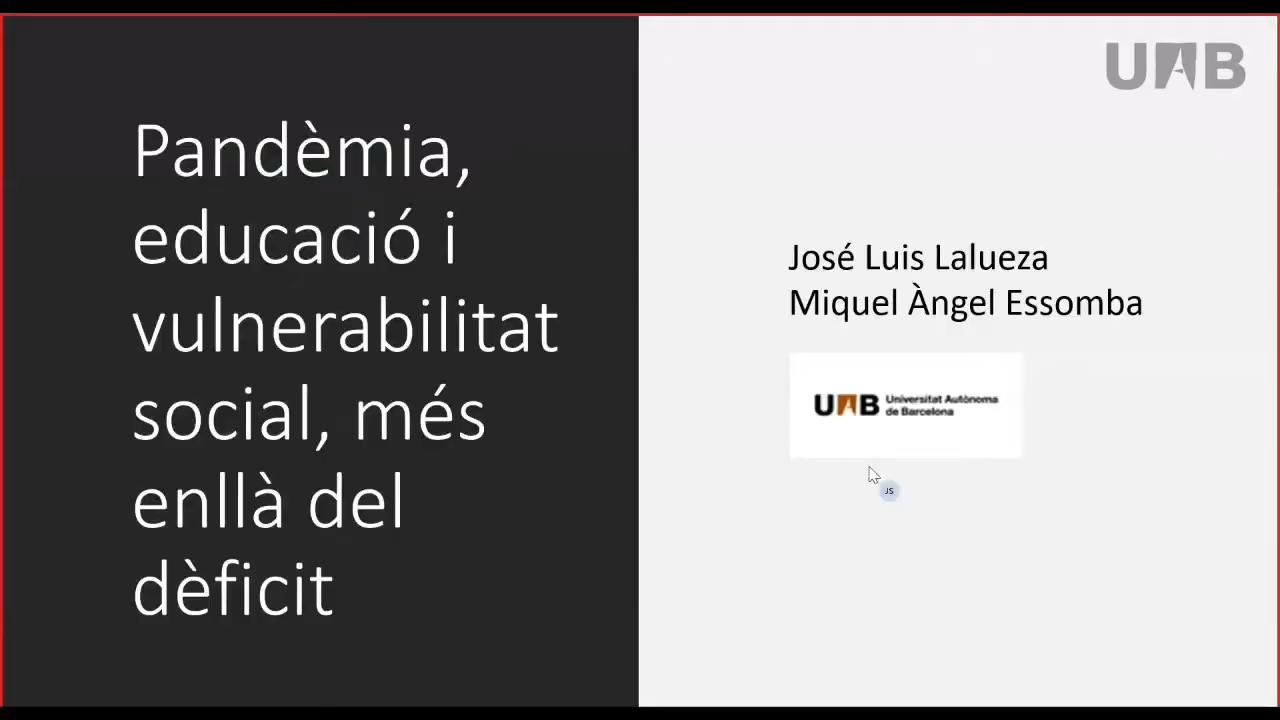 Pandèmia,
educació i
vulnerabilitat
social, més
enllà del
dèficit
UAB
José Luis Lalueza
Miquel Àngel Essomba
UAB Universitat Autònoma
de Barcelona
JS